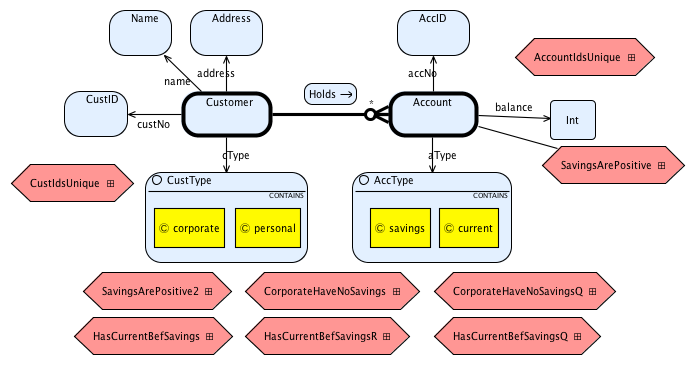 Name
Address
AccID
AccountIdsUnique
name
address
accNo
CustID
Customer
Holds
*
Account
balance
Int
custNo
cType
aType
SavingsArePositive
CustIdsUnique
CustType
CONTAINS
© corporate
© personal
AccType
CONTAINS
© savings
© current
SavingsArePositive2
CorporateHaveNoSavings
CorporateHaveNoSavingsQ
HasCurrentBefSavings
HasCurrentBefSavingsR
HasCurrentBefSavingsQ